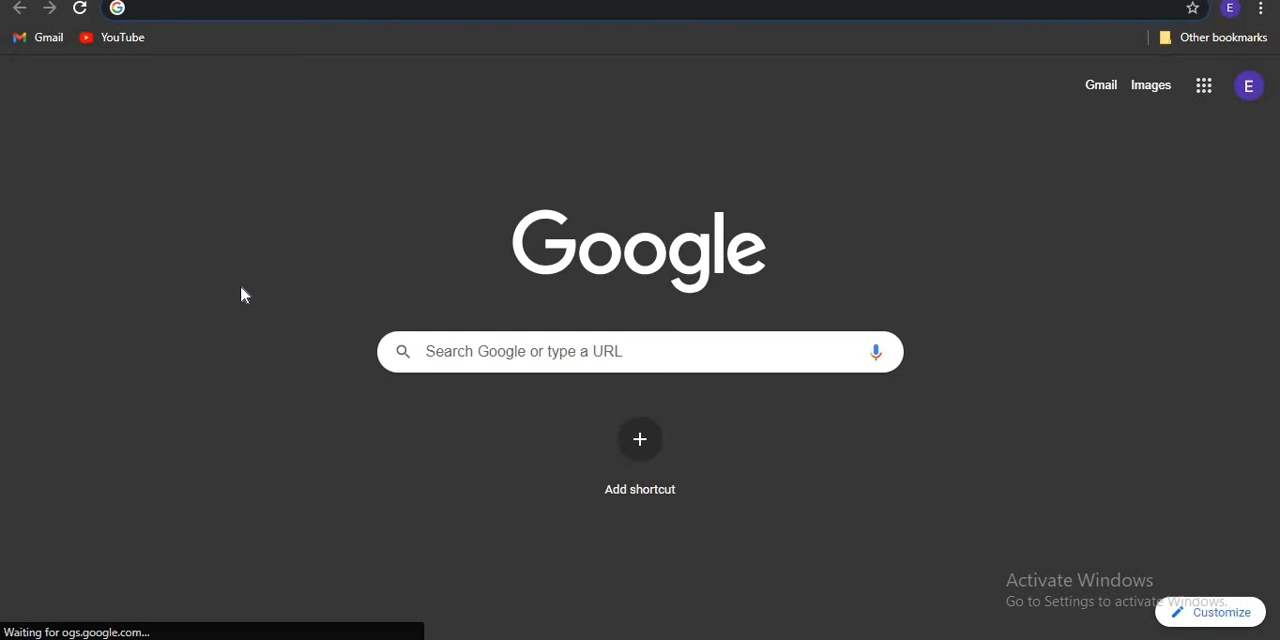 E
Gmail YouTube Other bookmarks
Gmail Images E
Google
Search Google or type a URL
Add shortcut
Activate Windows
Go to Settings to activate Windows.
Customize
Waiting for ogs.google.com...